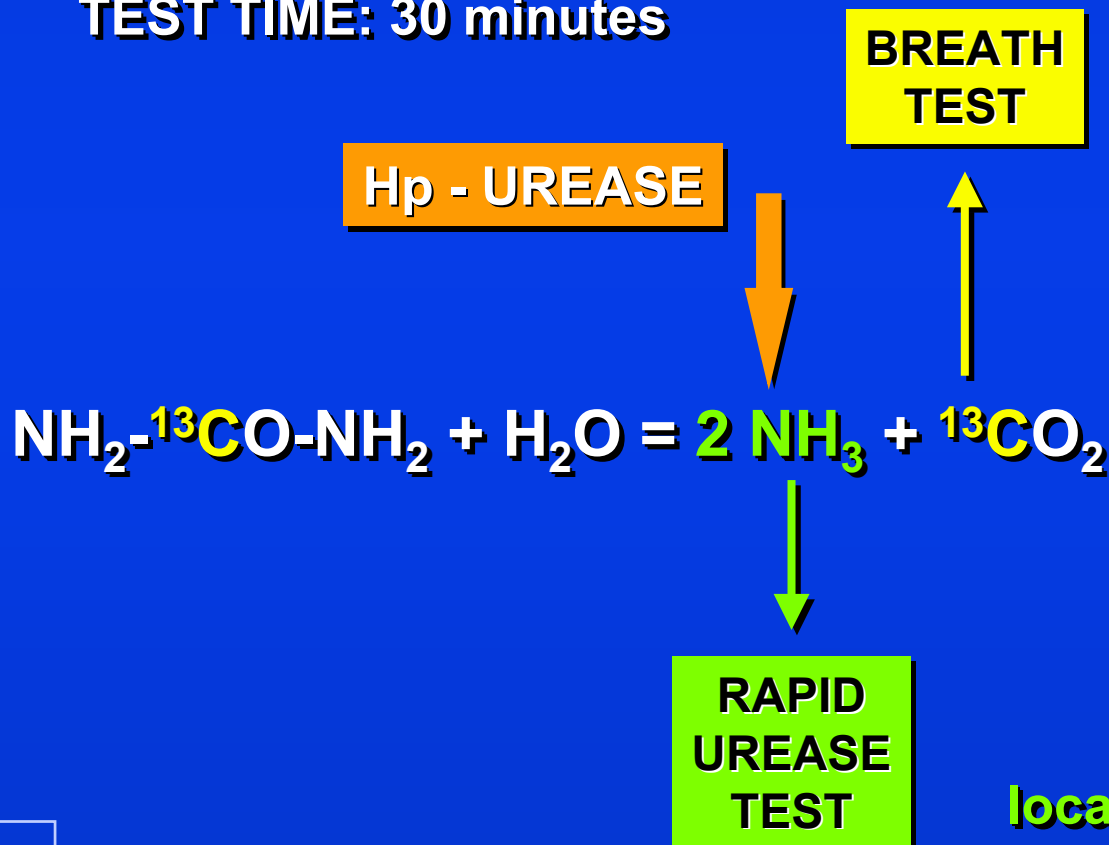 TEST TIME: 30 minutes
BREATH
TEST
Hp - UREASE
NH₂-¹³CO-NH₂ + H₂O = 2 NH₃ + ¹³CO₂
RAPID
UREASE
TEST
loca